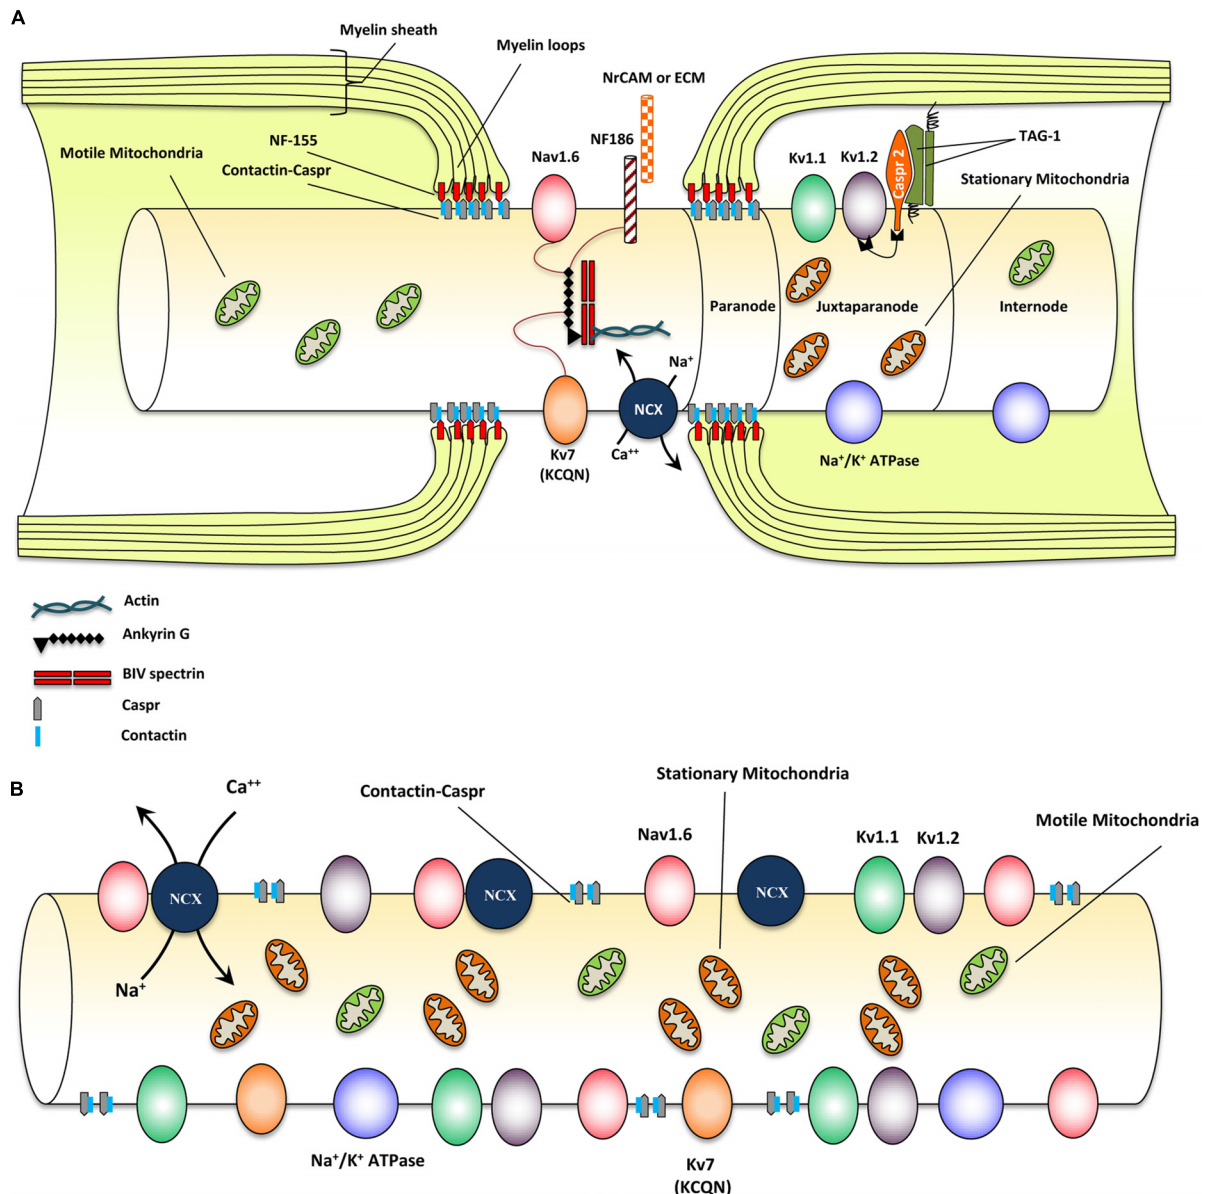 A
Myelin sheath
Myelin loops
NrCAM or ECM
NF-155
Motile Mitochondria
Contactin-Caspr
Nav1.6
NF186
Kv1.1
Kv1.2
Caspr 2
TAG-1
Stationary Mitochondria
Paranode
Juxtaparanode
Internode
Na⁺
NCX
Ca⁺⁺
Kv7
(KCQN)
Na⁺/K⁺ ATPase
Actin
Ankyrin G
BIV spectrin
Caspr
Contactin
B
Ca⁺⁺
Contactin-Caspr
Stationary Mitochondria
Motile Mitochondria
Nav1.6
Kv1.1
Kv1.2
NCX
NCX
NCX
Na⁺
Na⁺/K⁺ ATPase
Kv7
(KCQN)